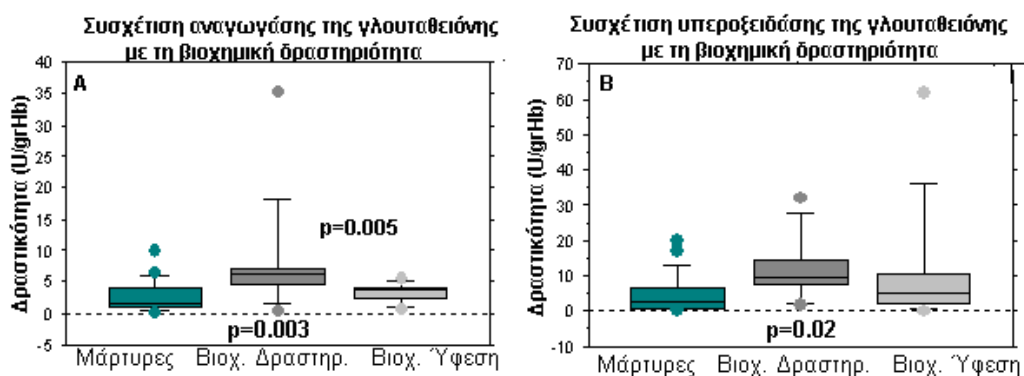 Συσχέτιση αναγωγάσης της γλουταθειόνης
με τη βιοχημική δραστηριότητα
A
Δραστικότητα (U/grHb)
40
35
30
25
20
15
10
5
0
-5
p=0.005
p=0.003
Μάρτυρες Βιοχ. Δραστηρ. Βιοχ. Ύφεση
Συσχέτιση υπεροξειδάσης της γλουταθειόνης
με τη βιοχημική δραστηριότητα
B
Δραστικότητα (U/grHb)
70
60
50
40
30
20
10
0
-10
p=0.02
Μάρτυρες Βιοχ. Δραστηρ. Βιοχ. Ύφεση